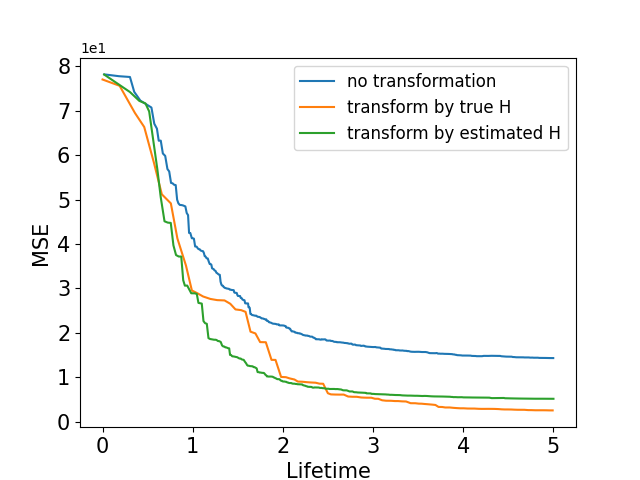 8e1
no transformation
transform by true H
transform by estimated H
8
7
6
5
4
3
2
1
0
MSE
0 1 2 3 4 5
Lifetime